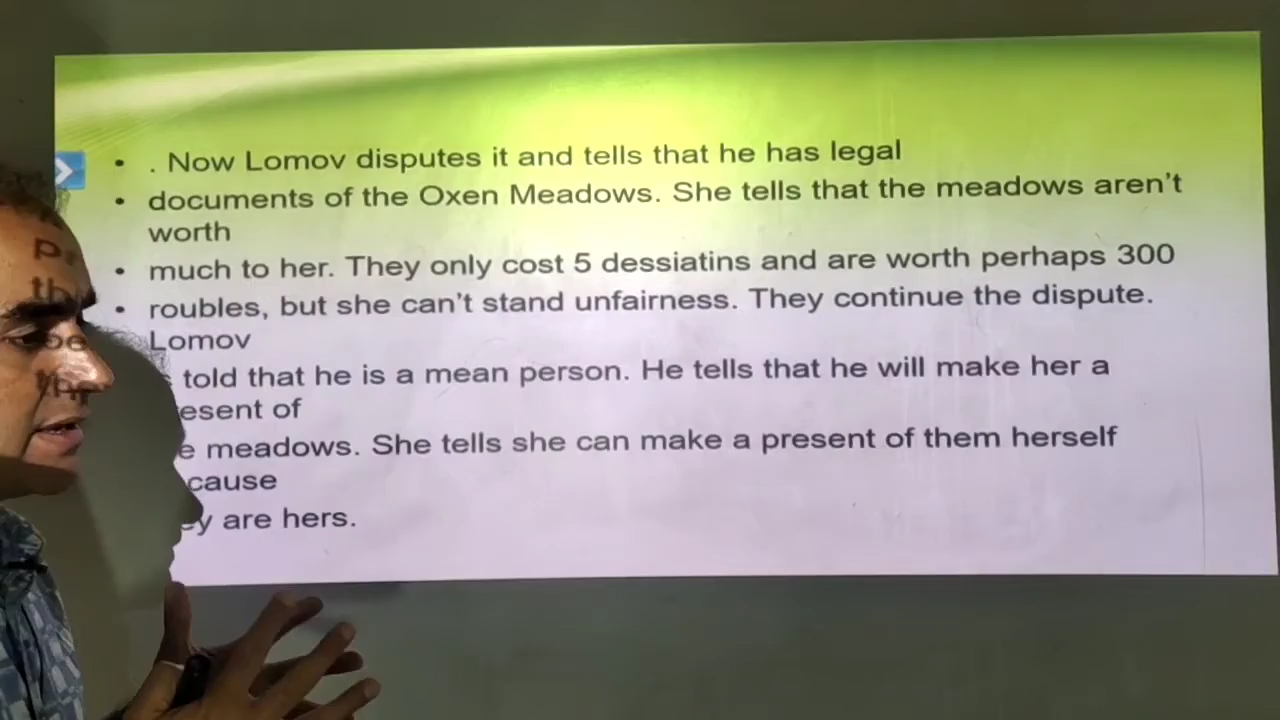 • . Now Lomov disputes it and tells that he has legal
• documents of the Oxen Meadows. She tells that the meadows aren't
worth
• much to her. They only cost 5 dessiatins and are worth perhaps 300
• roubles, but she can't stand unfairness. They continue the dispute.
Lomov
told that he is a mean person. He tells that he will make her a
esent of
e meadows. She tells she can make a present of them herself
cause
y are hers.